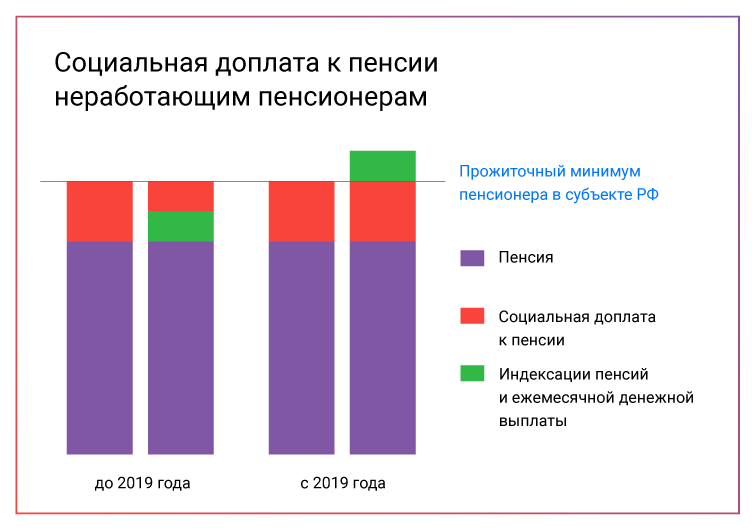 Социальная доплата к пенсии
неработающим пенсионерам
Прожиточный минимум
пенсионера в субъекте РФ
Пенсия
Социальная доплата
к пенсии
Индексации пенсий
и ежемесячной денежной
выплаты
до 2019 года
с 2019 года